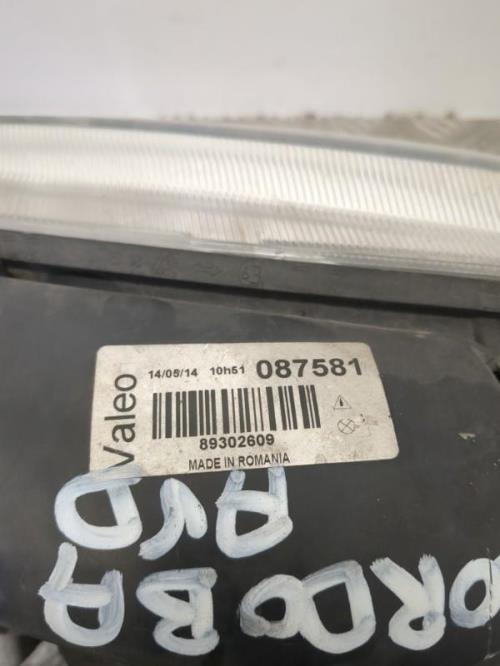 Valeo
14/05/14 10h51 087581
89302609
MADE IN ROMANIA
ORDOBA